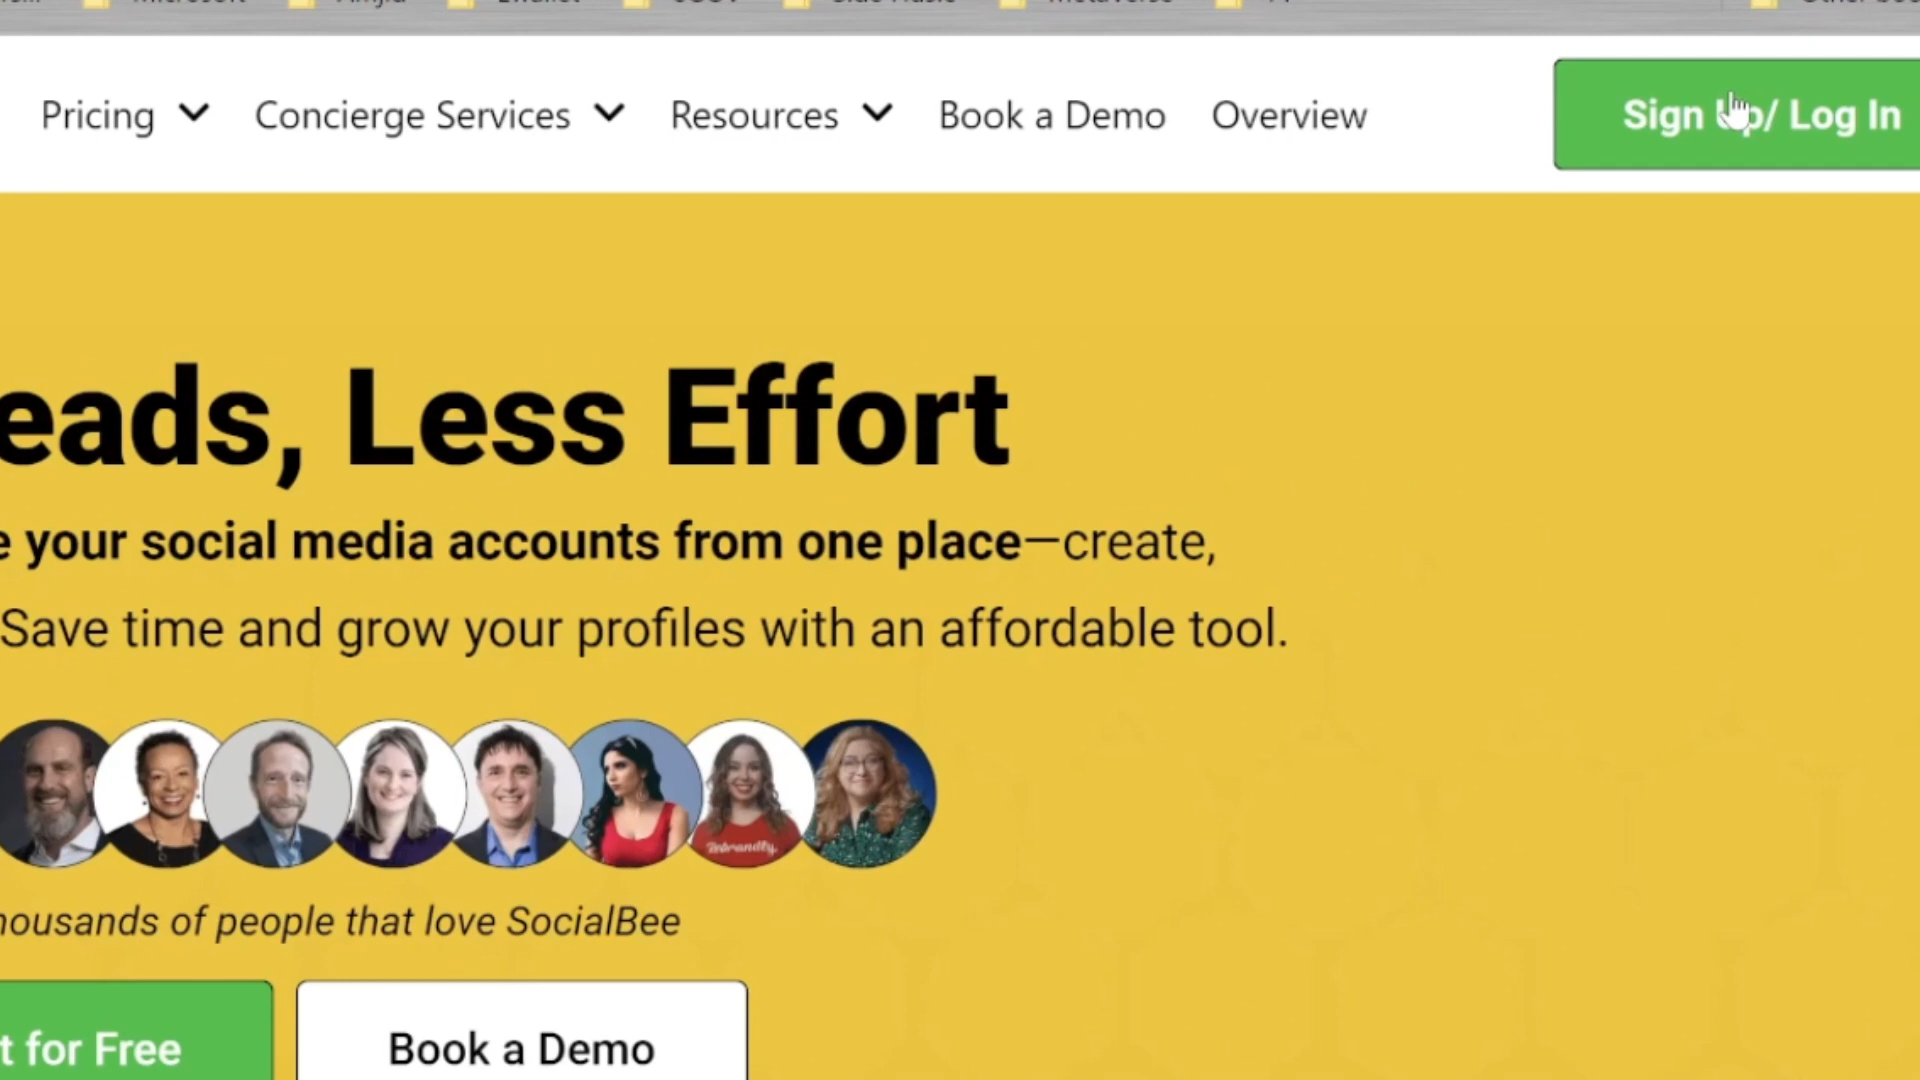 Pricing Concierge Services Resources Book a Demo Overview Sign Up/ Log In
eads, Less Effort
e your social media accounts from one place—create,
Save time and grow your profiles with an affordable tool.
Rebrandly.
housands of people that love SocialBee
t for Free Book a Demo